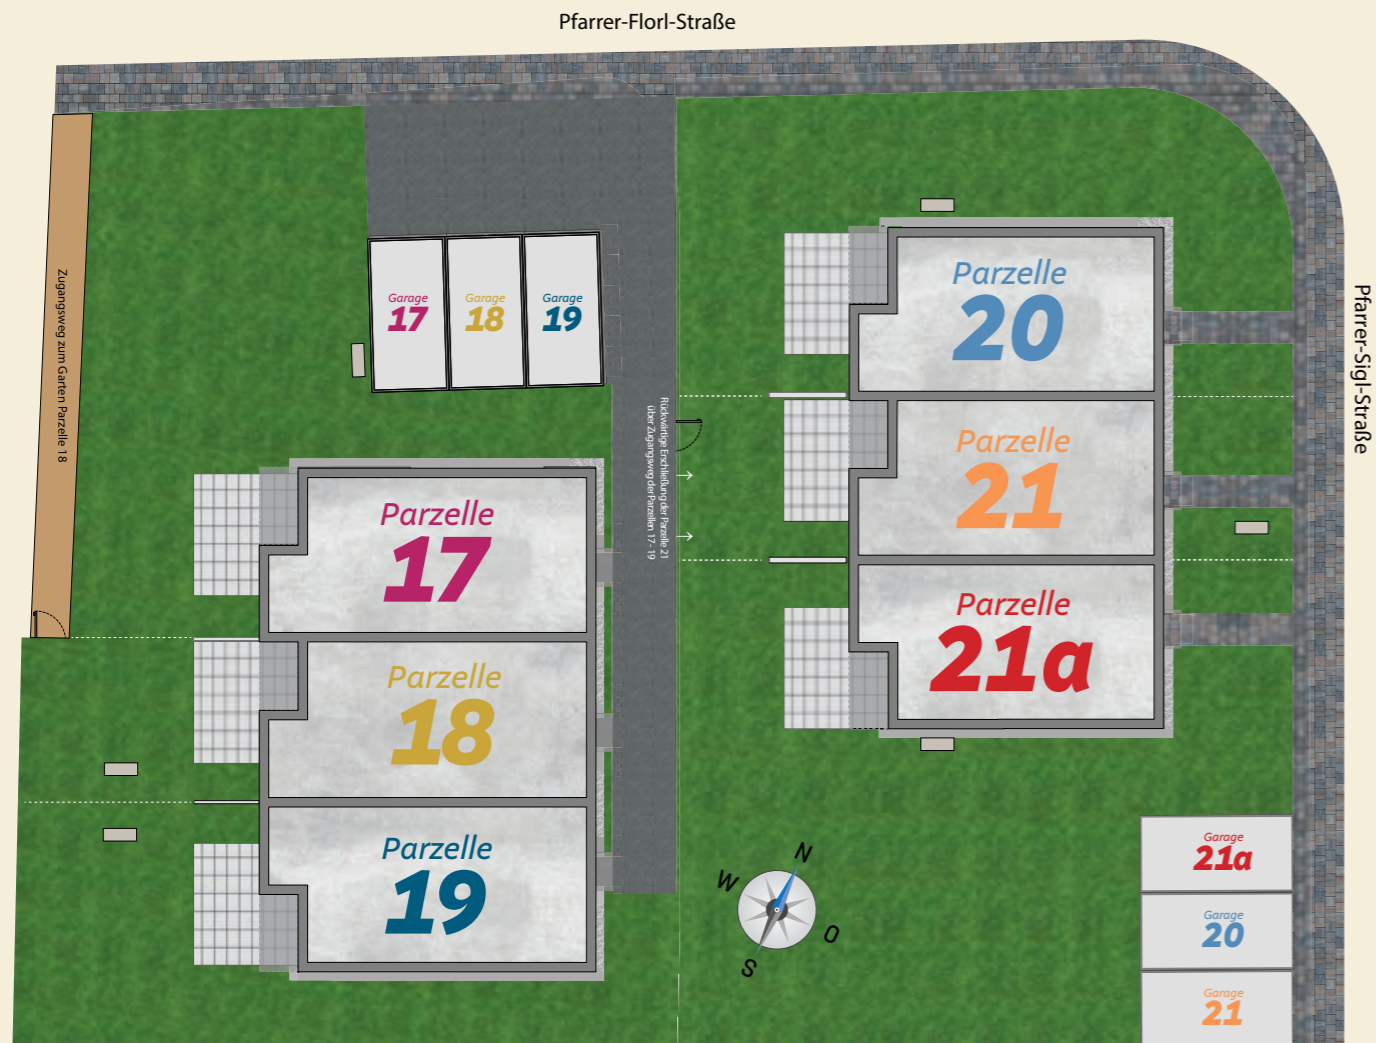 Pfarrer-Florl-Straße
Pfarrer-Sigl-Straße
Zugangsweg zum Garten Parzelle 18
Garage
17
Garage
18
Garage
19
Rückwärtige Erschließung der Parzelle 21
über Zugangsweg der Parzellen 17 - 19
Parzelle
20
Parzelle
21
Parzelle
21a
Parzelle
17
Parzelle
18
Parzelle
19
N
W
O
S
Garage
21a
Garage
20
Garage
21